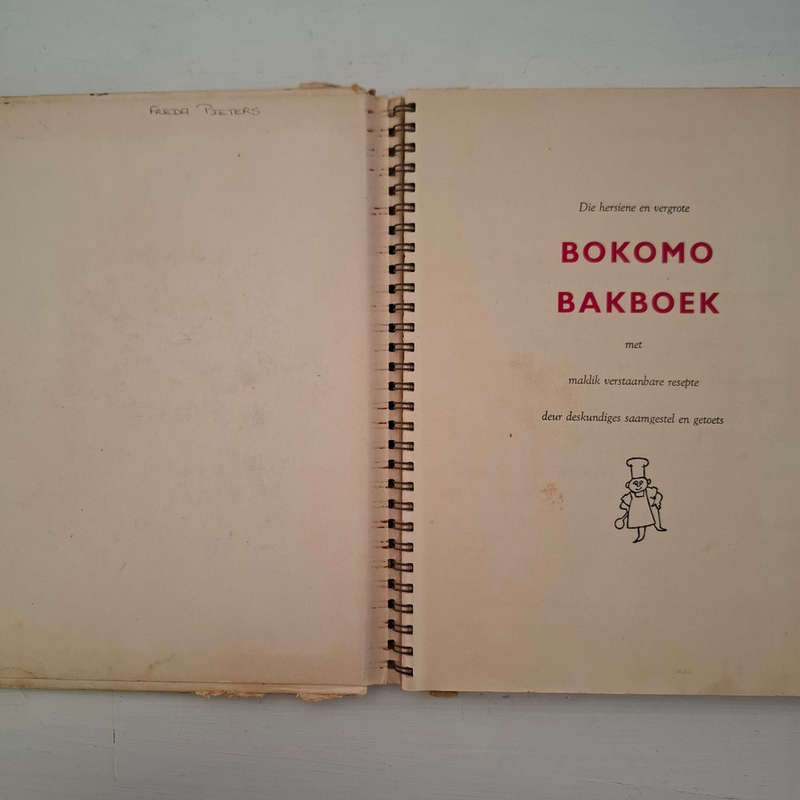 FREDA PIETERS
Die hersiene en vergrote
BOKOMO
BAKBOEK
met
maklik verstaanbare resepte
deur deskundiges saamgestel en getoets